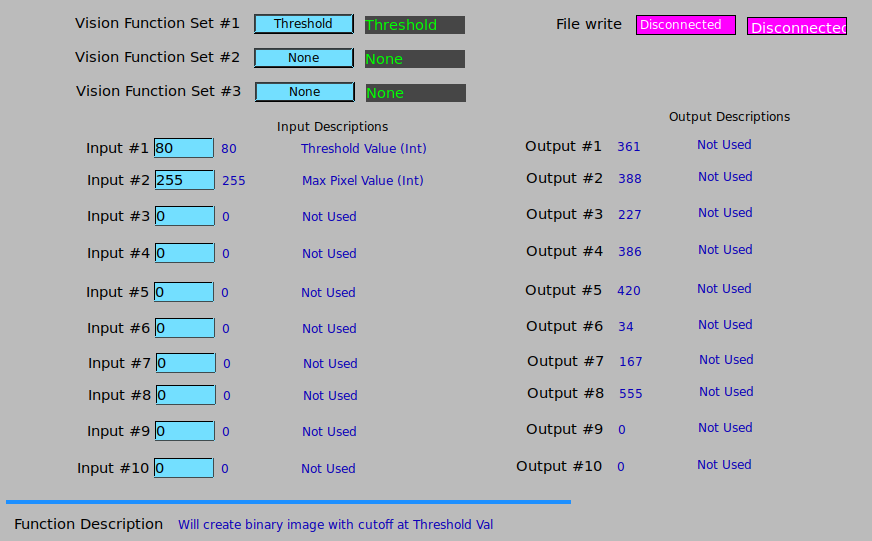 Vision Function Set #1 Threshold Threshold File write Disconnected Disconnected
Vision Function Set #2 None None
Vision Function Set #3 None None
Input Descriptions Output Descriptions
Input #1 80 80 Threshold Value (Int) Output #1 361 Not Used
Input #2 255 255 Max Pixel Value (Int) Output #2 388 Not Used
Input #3 0 0 Not Used Output #3 227 Not Used
Input #4 0 0 Not Used Output #4 386 Not Used
Input #5 0 0 Not Used Output #5 420 Not Used
Input #6 0 0 Not Used Output #6 34 Not Used
Input #7 0 0 Not Used Output #7 167 Not Used
Input #8 0 0 Not Used Output #8 555 Not Used
Input #9 0 0 Not Used Output #9 0 Not Used
Input #10 0 0 Not Used Output #10 0 Not Used
Function Description Will create binary image with cutoff at Threshold Val